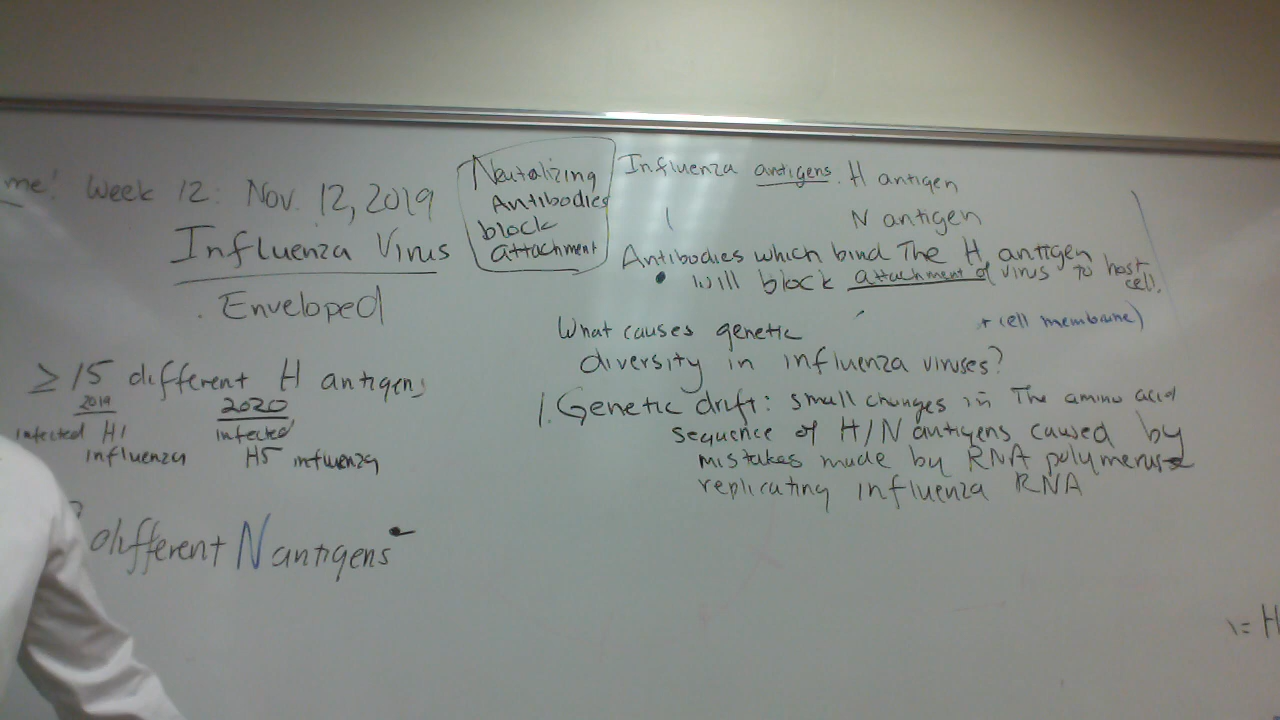 me! Week 12: Nov. 12, 2019
Influenza Virus
. Enveloped
≥ 15 different H antigens
2019
infected H1
influenza
2020
infected
H5 influenza
different N antigens
Neutalizing
Antibodies
block
attachment
Influenza antigens. H antigen
N antigen
Antibodies which bind The H antigen
• will block attachment of virus to host
cell.
+ cell membrane)
What causes genetic
diversity in influenza viruses?
1. Genetic drift: small changes in The amino acid
sequence of H/N antigens caused by
mistakes made by RNA polymerase
replicating influenza RNA
= H